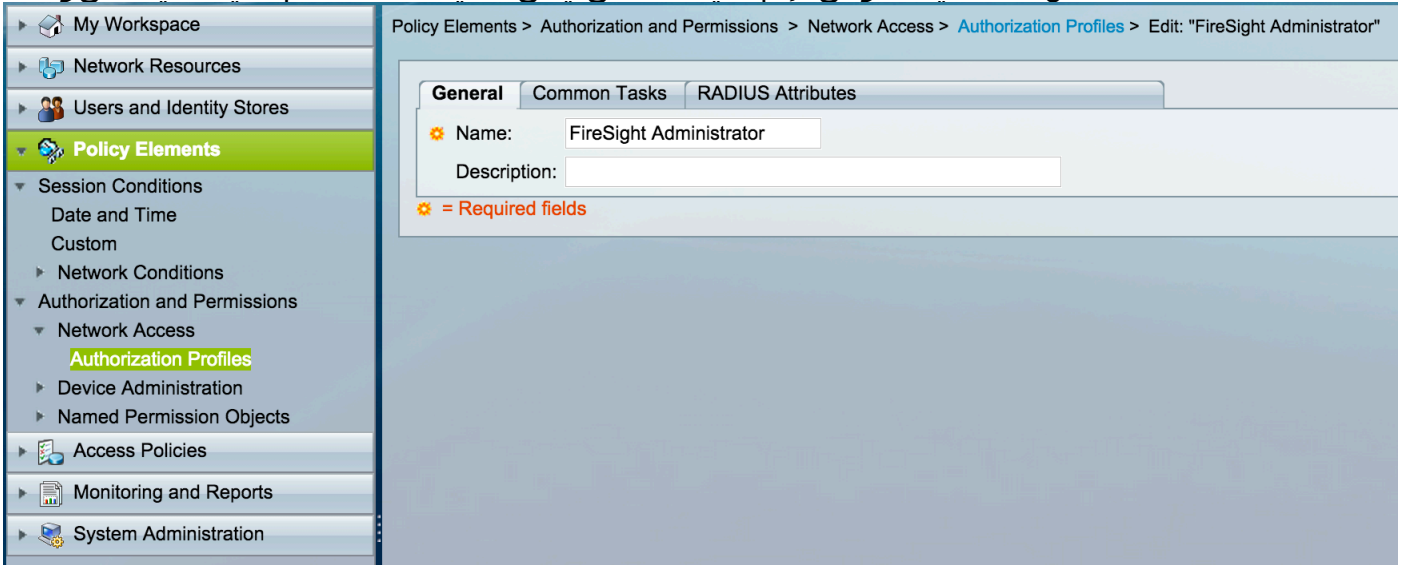 My Workspace
Network Resources
Users and Identity Stores
Policy Elements
Session Conditions
Date and Time
Custom
Network Conditions
Authorization and Permissions
Network Access
Authorization Profiles
Device Administration
Named Permission Objects
Access Policies
Monitoring and Reports
System Administration
Policy Elements > Authorization and Permissions > Network Access > Authorization Profiles > Edit: "FireSight Administrator"
General Common Tasks RADIUS Attributes
Name: FireSight Administrator
Description:
= Required fields